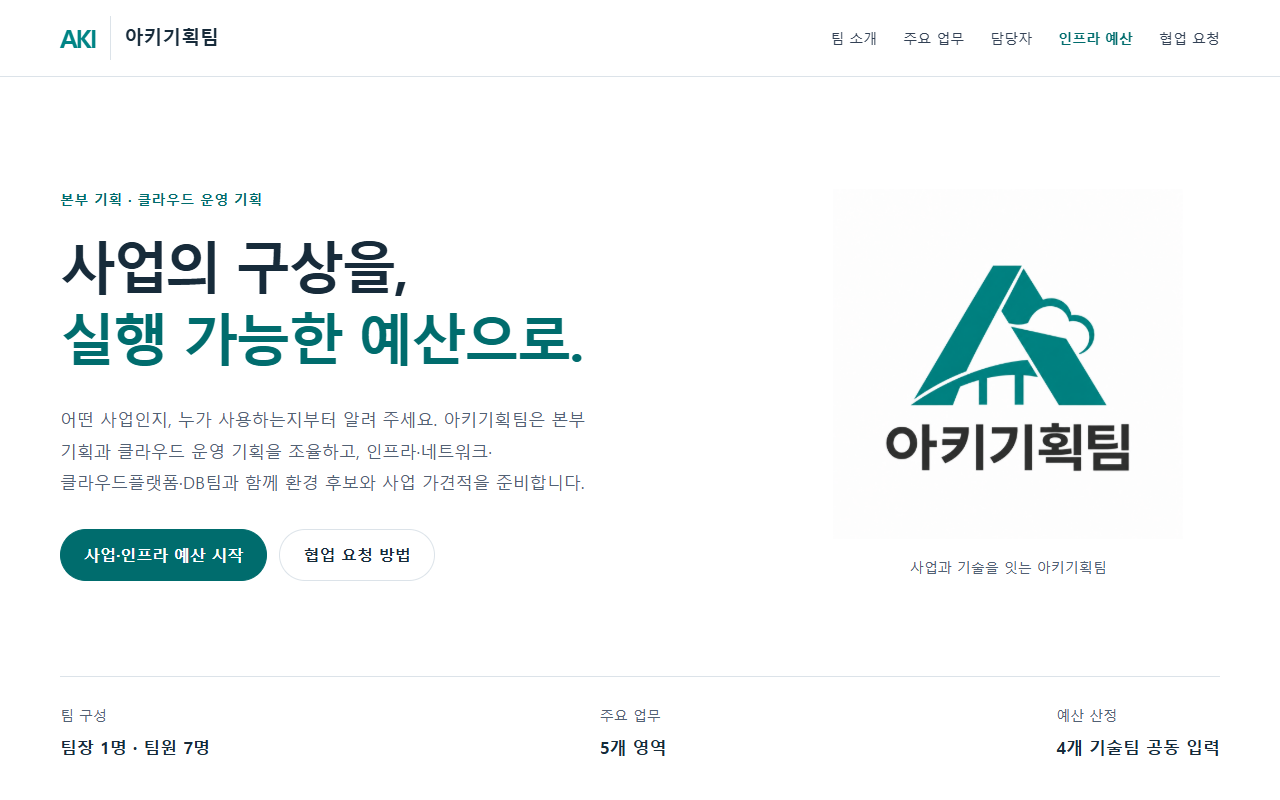 AKI
아키기획팀
팀 소개
주요 업무
담당자
인프라 예산
협업 요청
본부 기획 · 클라우드 운영 기획
사업의 구상을,
실행 가능한 예산으로.
어떤 사업인지, 누가 사용하는지부터 알려 주세요. 아키기획팀은 본부
기획과 클라우드 운영 기획을 조율하고, 인프라·네트워크·
클라우드플랫폼·DB팀과 함께 환경 후보와 사업 가견적을 준비합니다.
사업·인프라 예산 시작
협업 요청 방법
아키기획팀
사업과 기술을 잇는 아키기획팀
팀 구성
팀장 1명 · 팀원 7명
주요 업무
5개 영역
예산 산정
4개 기술팀 공동 입력